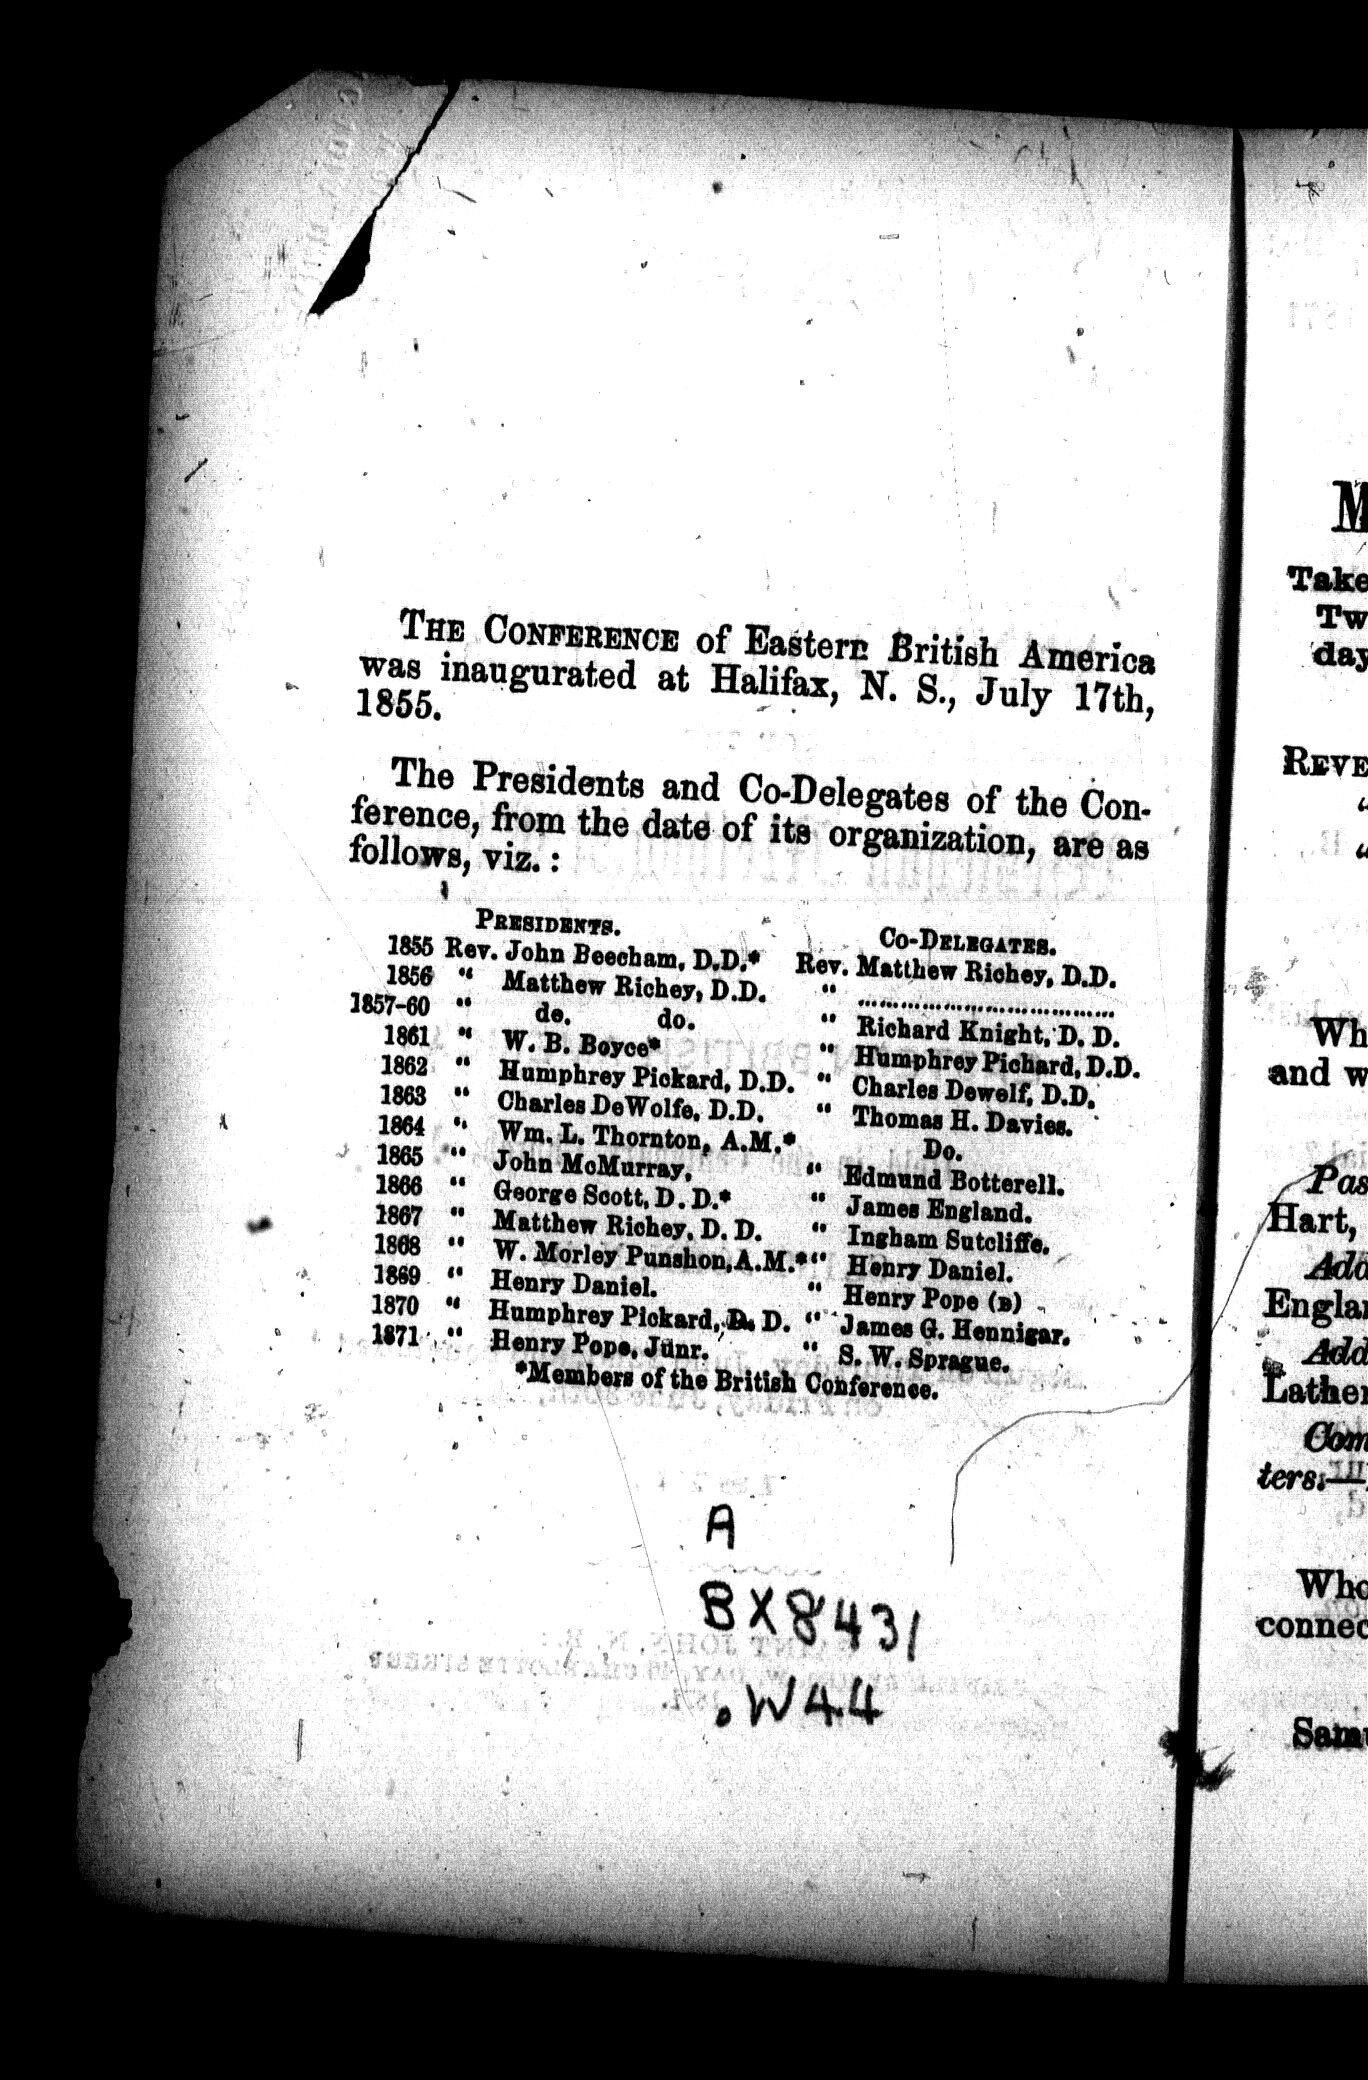 THE CONFERENCE of Eastern British America
was inaugurated at Halifax, N. S., July 17th,
1855.
The Presidents and Co-Delegates of the Con-
ference, from the date of its organization, are as
follows, viz. :
PRESIDENTS. CO-DELEGATES.
1855 Rev. John Beecham, D.D.* Rev. Matthew Richey, D.D.
1856 " Matthew Richey, D.D. " ....................................
1857-60 " do. do. " Richard Knight, D. D.
1861 " W. B. Boyce* " Humphrey Pichard, D.D.
1862 " Humphrey Pickard, D.D. " Charles Dewolf, D.D.
1863 " Charles DeWolfe, D.D. " Thomas H. Davies.
1864 " Wm. L. Thornton, A.M.* Do.
1865 " John McMurray, " Edmund Botterell.
1866 " George Scott, D. D.* " James England.
1867 " Matthew Richey, D. D. " Ingham Sutcliffe.
1868 " W. Morley Punshon, A.M.* " Henry Daniel.
1869 " Henry Daniel. " Henry Pope (B)
1870 " Humphrey Pickard, D. D. " James G. Hennigar.
1871 " Henry Pope, Junr. " S. W. Sprague.
*Members of the British Conference.
A
BX8431
.W44
M
Take
Tw
day
REVE
"
"
Wh
and w
Pas
Hart,
Add
Englan
Add
Lather
Com
ters.—
Who
connec
Samu